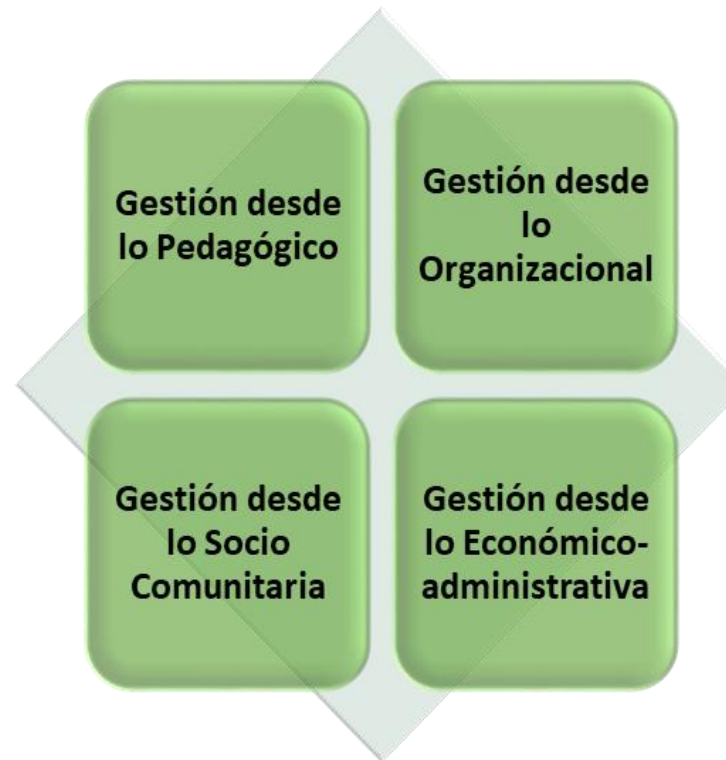 Gestión desde
lo Pedagógico
Gestión desde
lo
Organizacional
Gestión desde
lo Socio
Comunitaria
Gestión desde
lo Económico-
administrativa